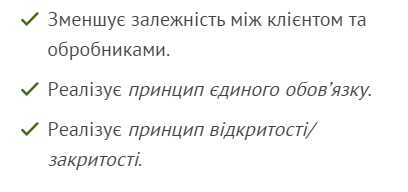 Зменшує залежність між клієнтом та
обробниками.
Реалізує принцип єдиного обов’язку.
Реалізує принцип відкритості/
закритості.